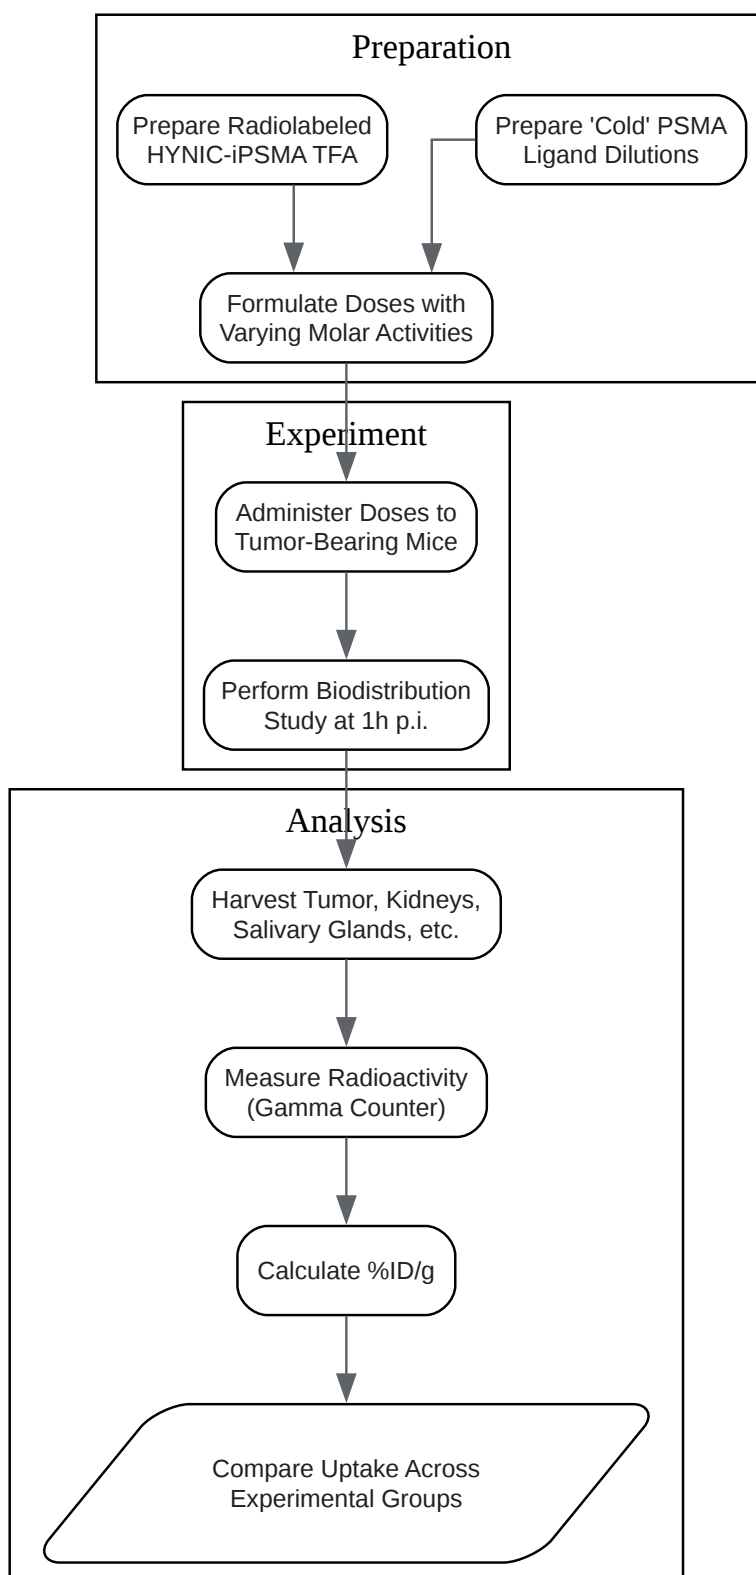 Preparation
Prepare Radiolabeled
HYNIC-iPSMA TFA
Prepare 'Cold' PSMA
Ligand Dilutions
Formulate Doses with
Varying Molar Activities
Experiment
Administer Doses to
Tumor-Bearing Mice
Perform Biodistribution
Study at 1h p.i.
Analysis
Harvest Tumor, Kidneys,
Salivary Glands, etc.
Measure Radioactivity
(Gamma Counter)
Calculate %ID/g
Compare Uptake Across
Experimental Groups